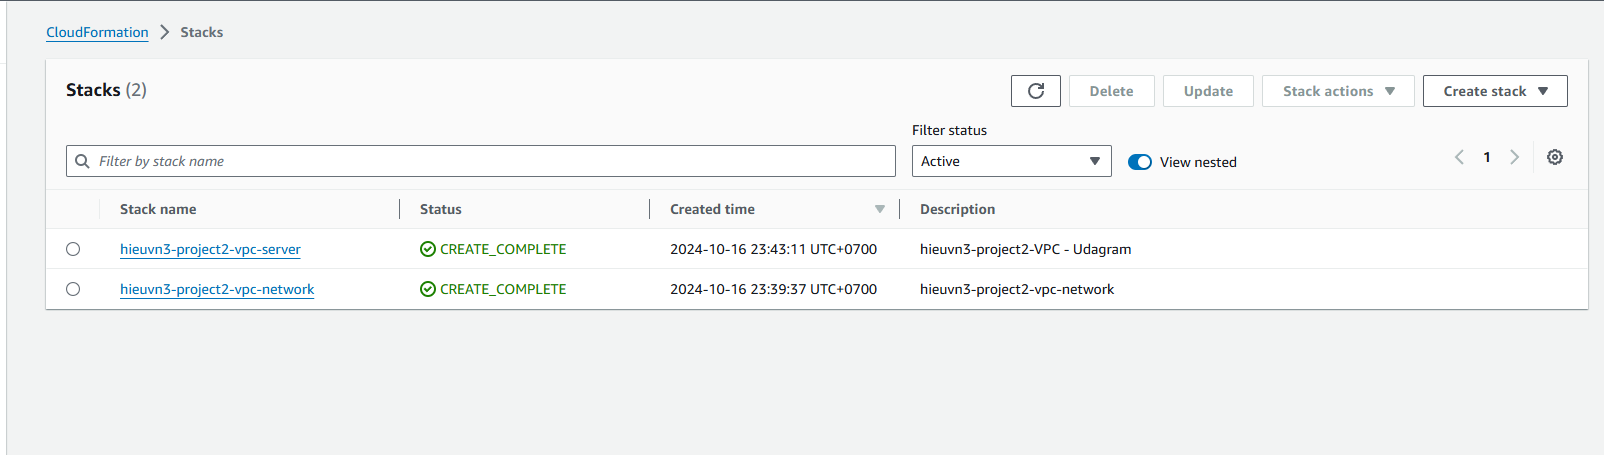 CloudFormation > Stacks
Stacks (2)
Delete
Update
Stack actions
Create stack
Filter status
Filter by stack name
Active
View nested
1
Stack name Status Created time Description
hieuvn3-project2-vpc-server CREATE_COMPLETE 2024-10-16 23:43:11 UTC+0700 hieuvn3-project2-VPC - Udagram
hieuvn3-project2-vpc-network CREATE_COMPLETE 2024-10-16 23:39:37 UTC+0700 hieuvn3-project2-vpc-network